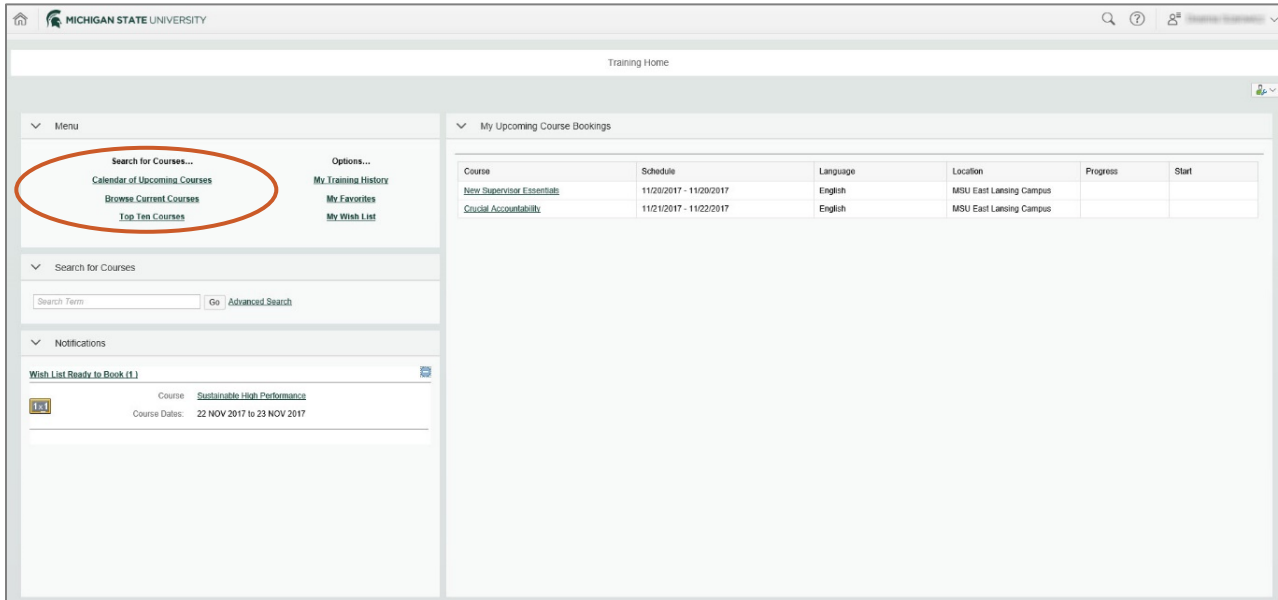 MICHIGAN STATE UNIVERSITY
Training Home
Menu
Search for Courses...
Calendar of Upcoming Courses
Browse Current Courses
Top Ten Courses
Options...
My Training History
My Favorites
My Wish List
Search for Courses
Search Term Go Advanced Search
Notifications
Wish List Ready to Book (1 )
Course Sustainable High Performance
Course Dates: 22 NOV 2017 to 23 NOV 2017
My Upcoming Course Bookings
Course Schedule Language Location Progress Start
New Supervisor Essentials 11/20/2017 - 11/20/2017 English MSU East Lansing Campus
Crucial Accountability 11/21/2017 - 11/22/2017 English MSU East Lansing Campus